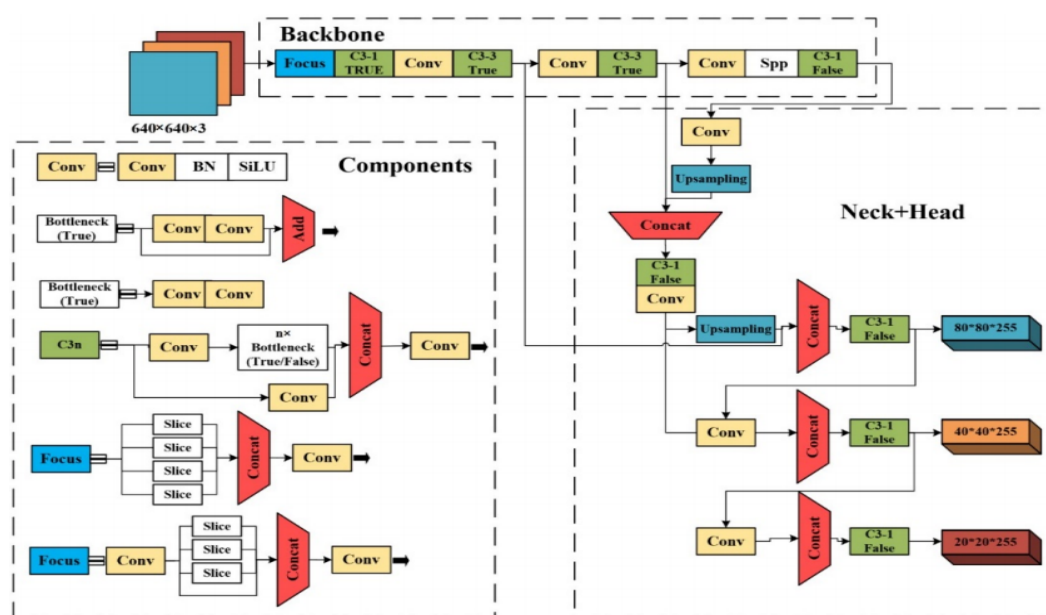 Backbone
Focus
C3-1
TRUE
Conv
C3-3
True
Conv
C3-3
True
Conv
Spp
C3-1
False
640×640×3
Components
Conv
Conv
BN
SiLU
Bottleneck
(True)
Conv
Conv
Add
Bottleneck
(True)
Conv
Conv
C3n
Conv
n×
Bottleneck
(True/False)
Conv
Concat
Conv
Focus
Slice
Slice
Slice
Slice
Concat
Conv
Focus
Conv
Slice
Slice
Slice
Concat
Conv
Neck+Head
Conv
Upsampling
Concat
C3-1
False
Conv
Upsampling
Concat
C3-1
False
80*80*255
Conv
Concat
C3-1
False
40*40*255
Conv
Concat
C3-1
False
20*20*255